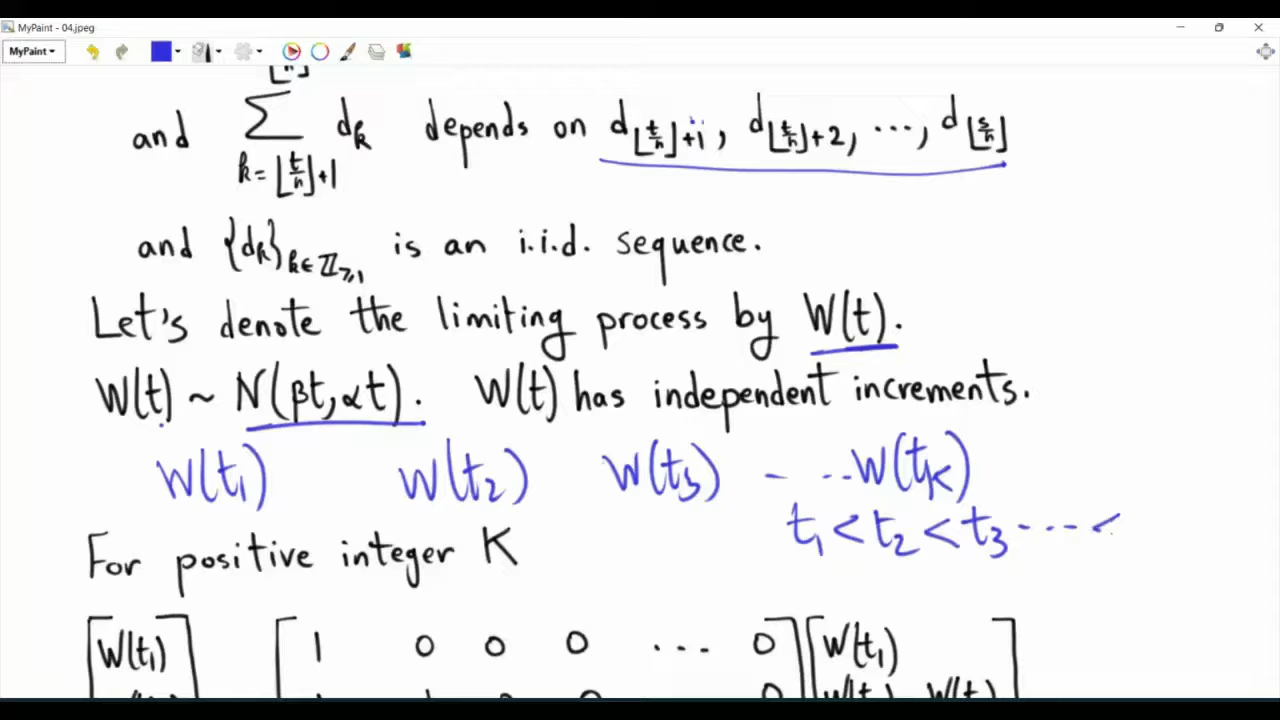 MyPaint - 04.jpeg
MyPaint
and ∑_{k=⌊t/n⌋+1} d_k depends on d_{⌊t/n⌋+1}, d_{⌊t/n⌋+2}, ..., d_{⌊s/n⌋}
and {d_k}_{k∈ℤ≥1} is an i.i.d. sequence.
Let's denote the limiting process by W(t).
W(t) ~ N(βt, αt). W(t) has independent increments.
W(t₁) W(t₂) W(t₃) - ... W(t_K)
t₁ < t₂ < t₃ ---- <
For positive integer K
[W(t₁)] [1 0 0 0 ... 0] [W(t₁)]